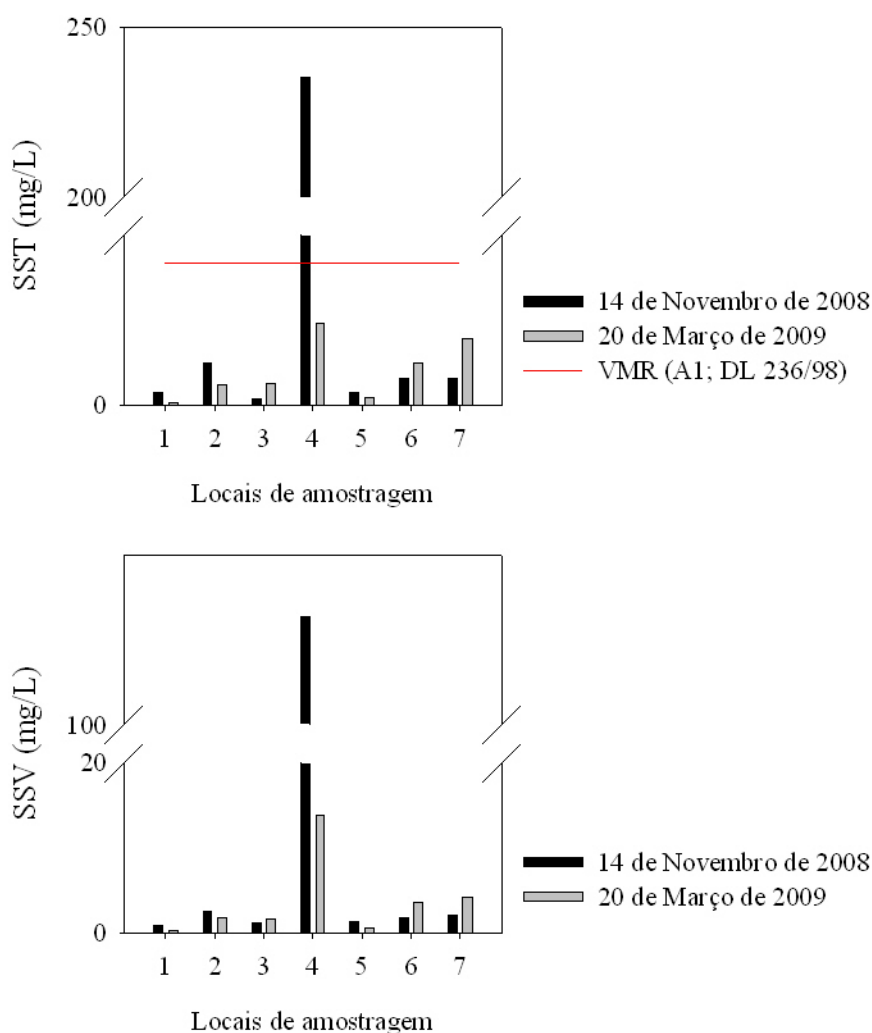 250
200
0
SST (mg/L)
1 2 3 4 5 6 7
Locais de amostragem
14 de Novembro de 2008
20 de Março de 2009
VMR (A1; DL 236/98)
100
20
0
SSV (mg/L)
1 2 3 4 5 6 7
Locais de amostragem
14 de Novembro de 2008
20 de Março de 2009